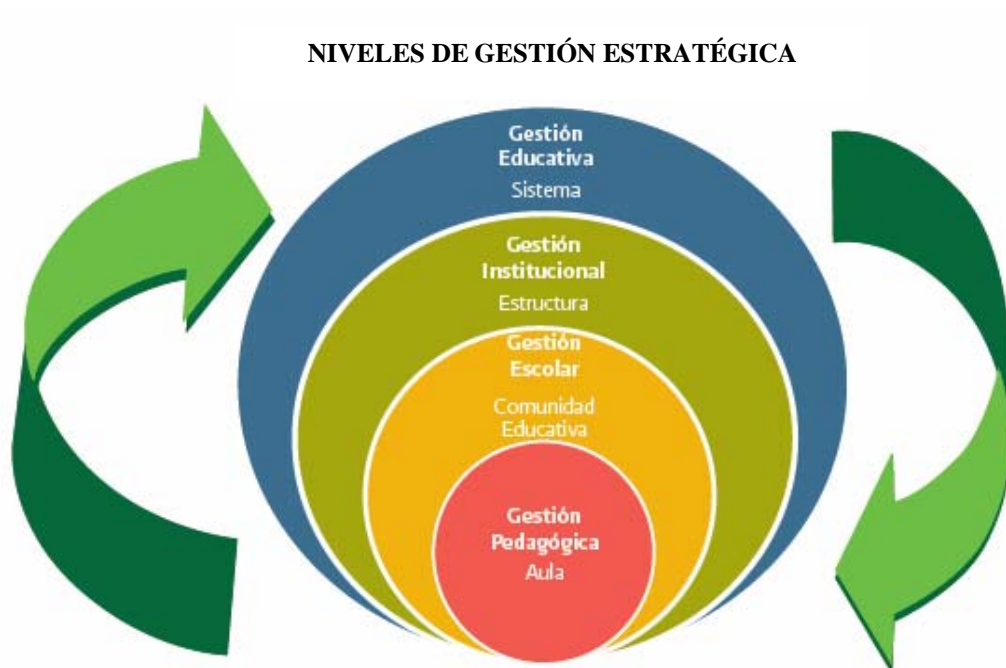 NIVELES DE GESTIÓN ESTRATÉGICA
Gestión
Educativa
Sistema
Gestión
Institucional
Estructura
Gestión
Escolar
Comunidad
Educativa
Gestión
Pedagógica
Aula